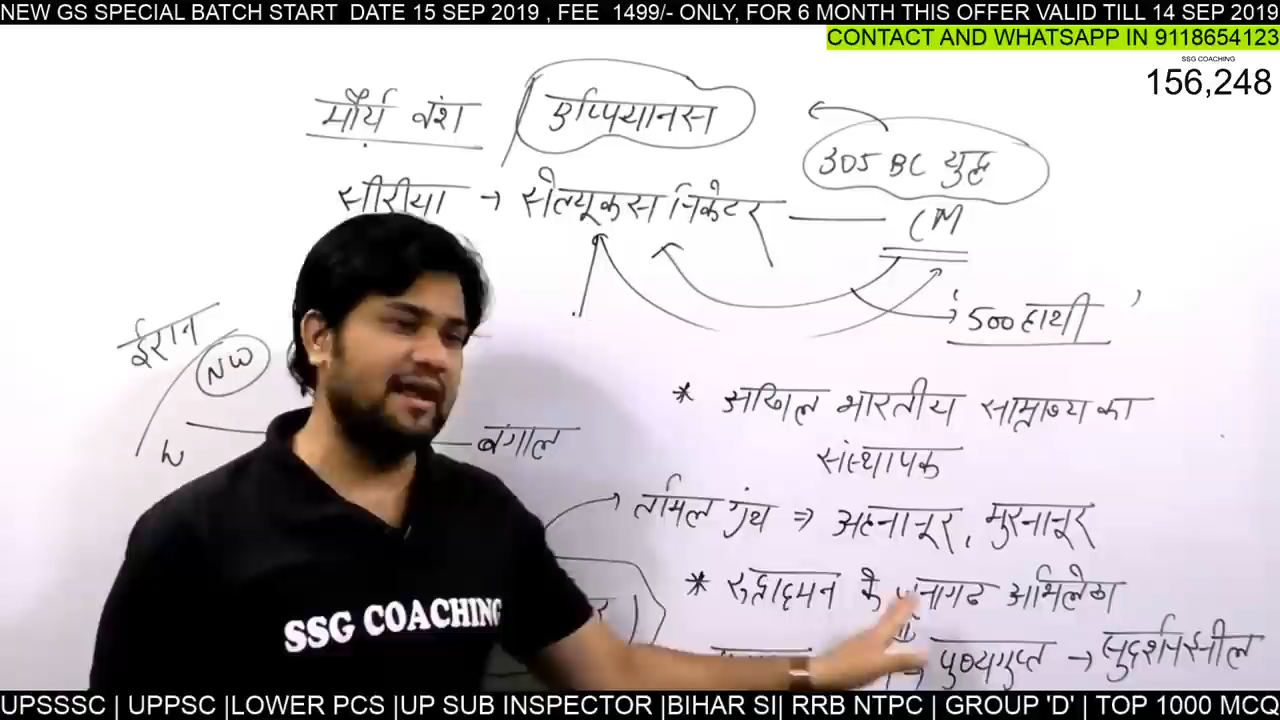 NEW GS SPECIAL BATCH START DATE 15 SEP 2019 , FEE 1499/- ONLY, FOR 6 MONTH THIS OFFER VALID TILL 14 SEP 2019
CONTACT AND WHATSAPP IN 9118654123
SSG COACHING
156,248
मौर्य वंश / एप्पियानस
305 BC युद्ध
सीरीया → सेल्यूकस निकेटर — CM
'500 हाथी'
ईरान
NW
बंगाल
* अखिल भारतीय साम्राज्य का
संस्थापक
तमिल ग्रंथ ⇒ अहनानूर, मुरनानूर
* रुद्रादमन के जूनागढ अभिलेख
SSG COACHING
→ पुष्यगुप्त → सुदर्शन झील
UPSSSC | UPPSC |LOWER PCS |UP SUB INSPECTOR |BIHAR SI| RRB NTPC | GROUP 'D' | TOP 1000 MCQ